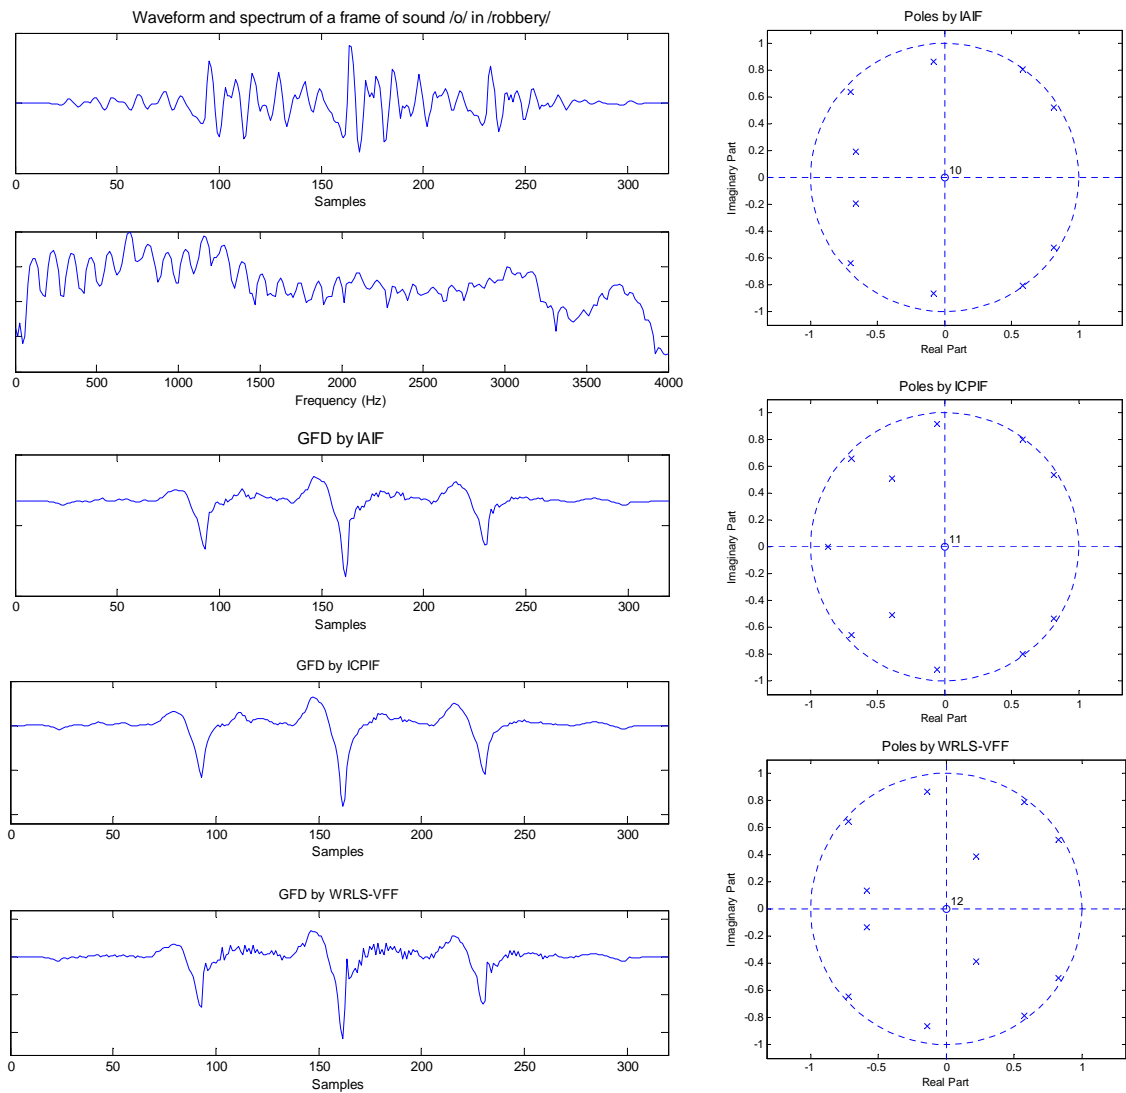 Waveform and spectrum of a frame of sound /o/ in /robbery/
0 50 100 150 200 250 300
Samples
0 500 1000 1500 2000 2500 3000 3500 4000
Frequency (Hz)
GFD by IAIF
0 50 100 150 200 250 300
Samples
GFD by ICPIF
0 50 100 150 200 250 300
Samples
GFD by WRLS-VFF
0 50 100 150 200 250 300
Samples
Poles by IAIF
1
0.8
0.6
0.4
0.2
0
-0.2
-0.4
-0.6
-0.8
-1
Imaginary Part
10
-1 -0.5 0 0.5 1
Real Part
Poles by ICPIF
1
0.8
0.6
0.4
0.2
0
-0.2
-0.4
-0.6
-0.8
-1
Imaginary Part
11
-1 -0.5 0 0.5 1
Real Part
Poles by WRLS-VFF
1
0.8
0.6
0.4
0.2
0
-0.2
-0.4
-0.6
-0.8
-1
Imaginary Part
12
-1 -0.5 0 0.5 1
Real Part